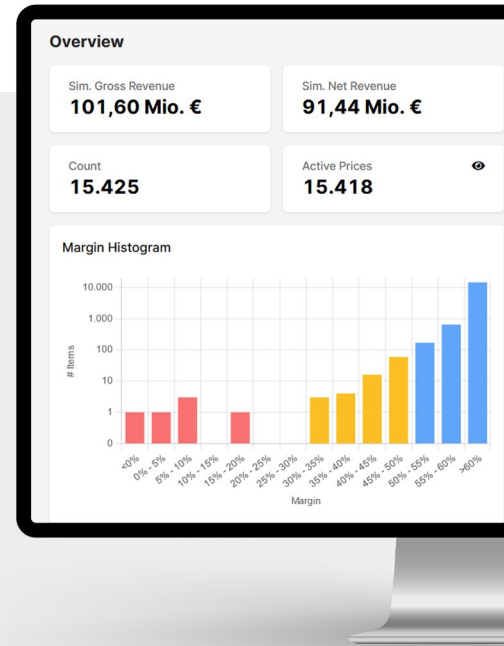 Overview
Sim. Gross Revenue
101,60 Mio. €
Sim. Net Revenue
91,44 Mio. €
Count
15.425
Active Prices
15.418
Margin Histogram
10.000
1.000
100
10
1
0
# Items
<0%
0% - 5%
5% - 10%
10% - 15%
15% - 20%
20% - 25%
25% - 30%
30% - 35%
35% - 40%
40% - 45%
45% - 50%
50% - 55%
55% - 60%
>60%
Margin